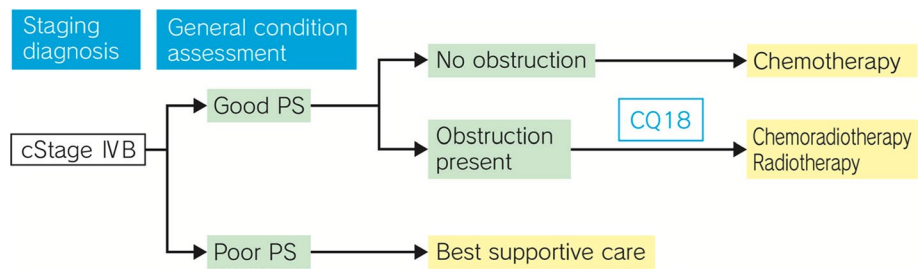 Staging
diagnosis
General condition
assessment
No obstruction
Chemotherapy
Good PS
CQ18
cStage IVB
Obstruction
present
Chemoradiotherapy
Radiotherapy
Poor PS
Best supportive care